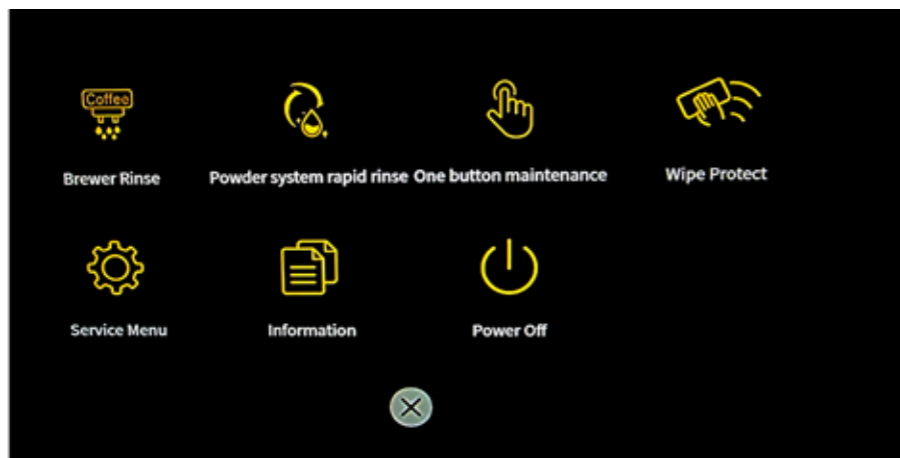 Coffee
Brewer Rinse
Powder system rapid rinse
One button maintenance
Wipe Protect
Service Menu
Information
Power Off